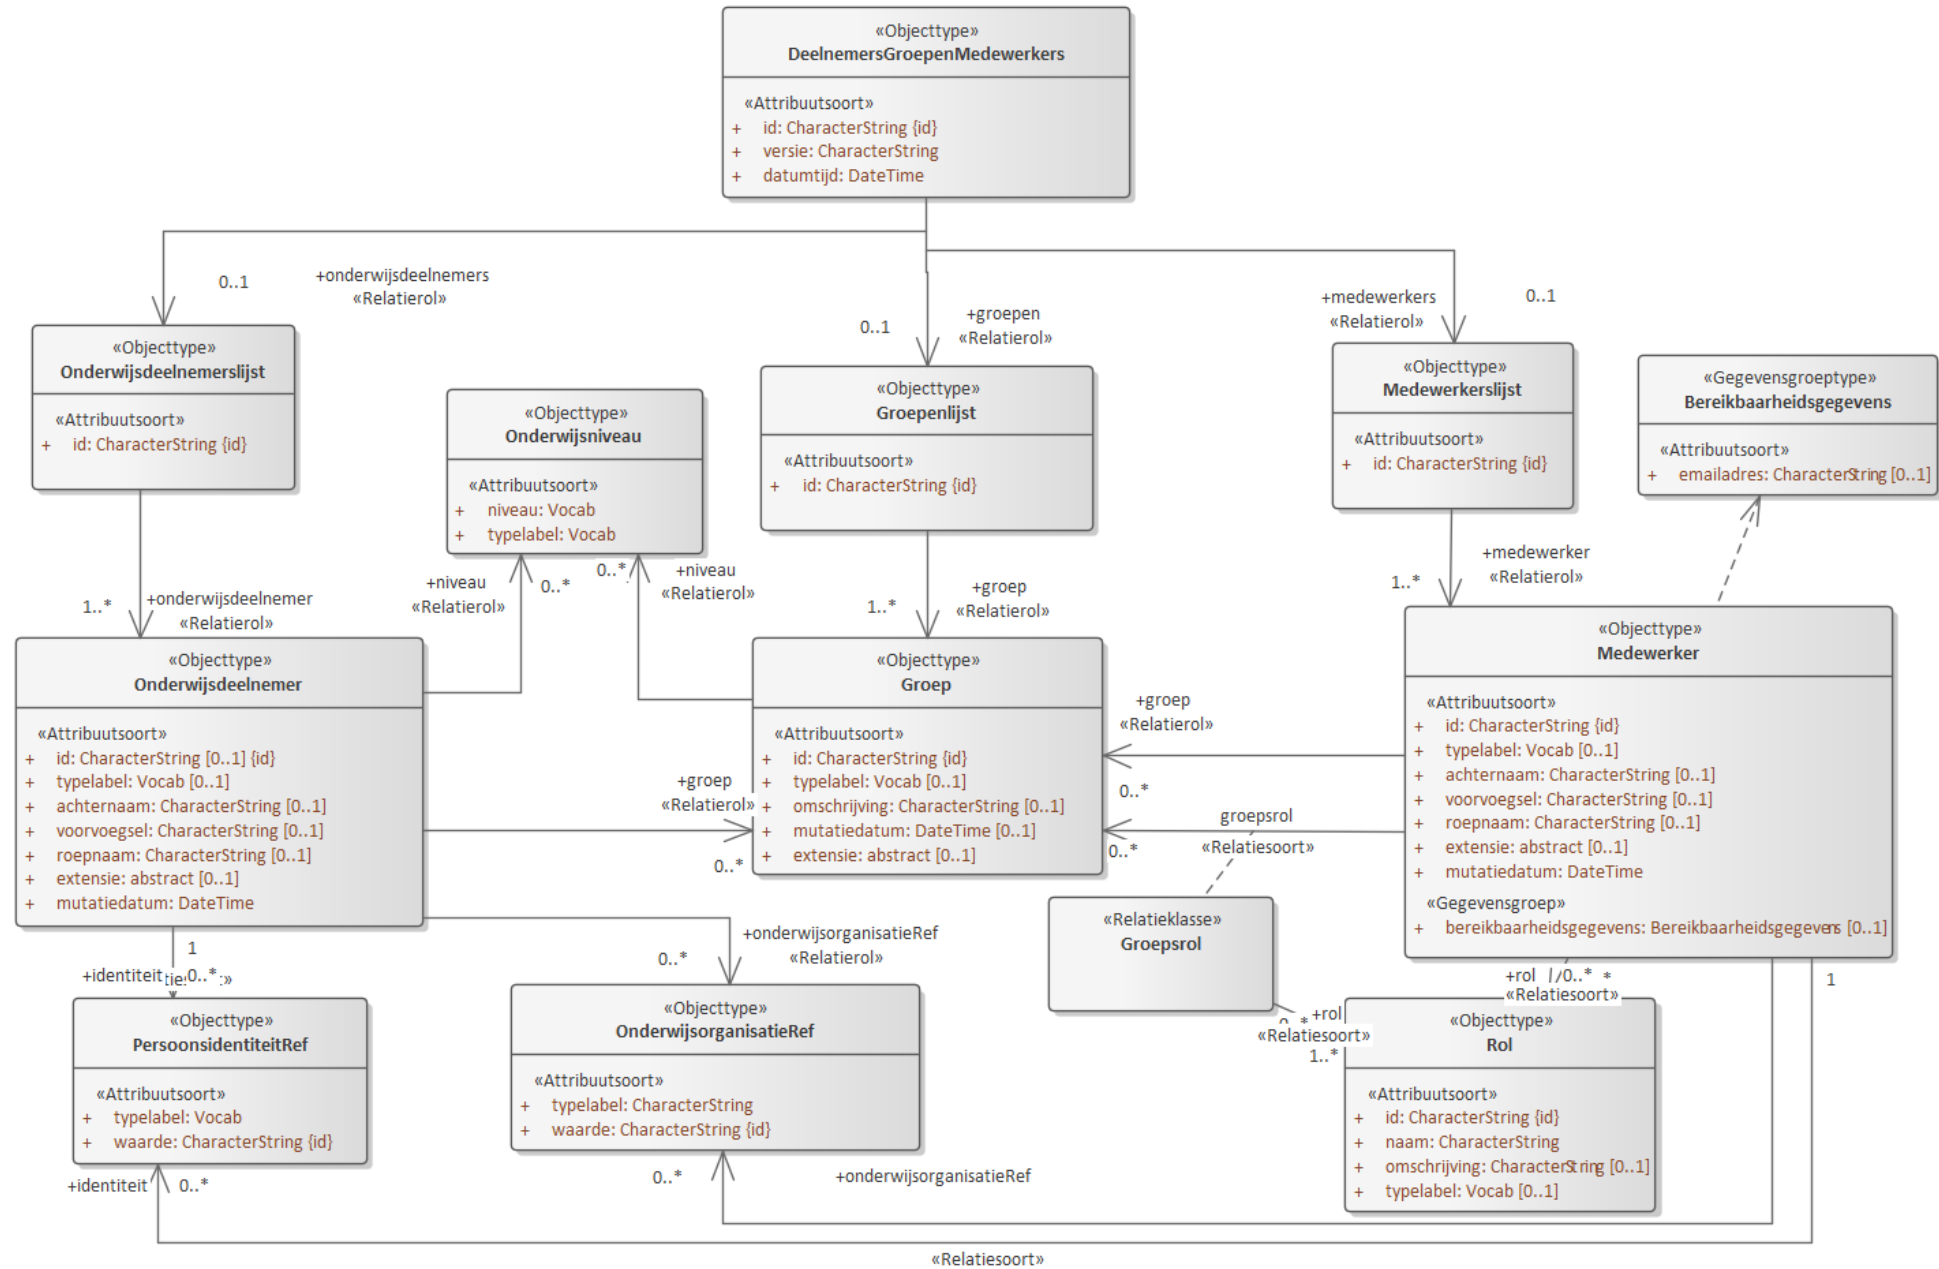 «Objecttype»
DeelnemersGroepenMedewerkers
«Attribuutsoort»
+ id: CharacterString {id}
+ versie: CharacterString
+ datumtijd: DateTime
0..1
+onderwijsdeelnemers
«Relatierol»
0..1
+groepen
«Relatierol»
+medewerkers
«Relatierol»
0..1
«Objecttype»
Onderwijsdeelnemerslijst
«Attribuutsoort»
+ id: CharacterString {id}
«Objecttype»
Onderwijsniveau
«Attribuutsoort»
+ niveau: Vocab
+ typelabel: Vocab
«Objecttype»
Groepenlijst
«Attribuutsoort»
+ id: CharacterString {id}
«Objecttype»
Medewerkerslijst
«Attribuutsoort»
+ id: CharacterString {id}
«Gegevensgroeptype»
Bereikbaarheidsgegevens
«Attribuutsoort»
+ emailadres: CharacterString [0..1]
1..*
+onderwijsdeelnemer
«Relatierol»
+niveau
«Relatierol»
0..*
0..*
+niveau
«Relatierol»
1..*
+groep
«Relatierol»
1..*
+medewerker
«Relatierol»
«Objecttype»
Onderwijsdeelnemer
«Attribuutsoort»
+ id: CharacterString [0..1] {id}
+ typelabel: Vocab [0..1]
+ achternaam: CharacterString [0..1]
+ voorvoegsel: CharacterString [0..1]
+ roepnaam: CharacterString [0..1]
+ extensie: abstract [0..1]
+ mutatiedatum: DateTime
+groep
«Relatierol»
0..*
«Objecttype»
Groep
«Attribuutsoort»
+ id: CharacterString {id}
+ typelabel: Vocab [0..1]
+ omschrijving: CharacterString [0..1]
+ mutatiedatum: DateTime [0..1]
+ extensie: abstract [0..1]
+groep
«Relatierol»
0..*
groepsrol
«Relatiesoort»
0..*
«Objecttype»
Medewerker
«Attribuutsoort»
+ id: CharacterString {id}
+ typelabel: Vocab [0..1]
+ achternaam: CharacterString [0..1]
+ voorvoegsel: CharacterString [0..1]
+ roepnaam: CharacterString [0..1]
+ extensie: abstract [0..1]
+ mutatiedatum: DateTime
«Gegevensgroep»
+ bereikbaarheidsgegevens: Bereikbaarheidsgegevens [0..1]
1
+identiteit
0..*
+onderwijsorganisatieRef
«Relatierol»
0..*
«Relatieklasse»
Groepsrol
+rol
0..*
*
«Relatiesoort»
1
+rol
«Relatiesoort»
1..*
«Objecttype»
PersoonsidentiteitRef
«Attribuutsoort»
+ typelabel: Vocab
+ waarde: CharacterString {id}
«Objecttype»
OnderwijsorganisatieRef
«Attribuutsoort»
+ typelabel: CharacterString
+ waarde: CharacterString {id}
«Objecttype»
Rol
«Attribuutsoort»
+ id: CharacterString {id}
+ naam: CharacterString
+ omschrijving: CharacterString [0..1]
+ typelabel: Vocab [0..1]
+identiteit
0..*
0..*
+onderwijsorganisatieRef
«Relatiesoort»